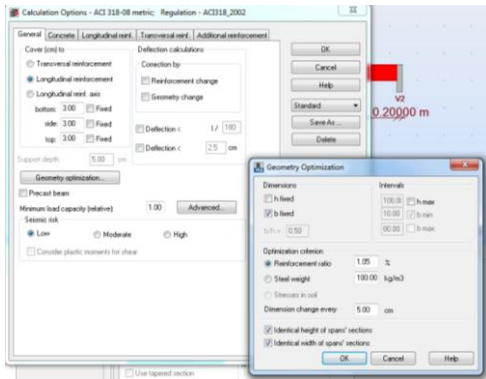 Calculation Options - ACI 318-08 metric; Regulation - ACI318_2002
General Concrete Longitudinal reinf. Transversal reinf. Additional reinforcement
Cover (cm) to
Transversal reinforcement
Longitudinal reinforcement
Longitudinal reinf. axis
bottom: 3.00 Fixed
side: 3.00 Fixed
top: 3.00 Fixed
Support depth: 5.00 cm
Geometry optimization...
Precast beam
Minimum load capacity (relative): 1.00 Advanced...
Seismic risk
Low Moderate High
Consider plastic moments for shear
Deflection calculations
Correction by
Reinforcement change
Geometry change
Deflection < 1/ 180
Deflection < 2.5 cm
OK
Cancel
Help
Standard
Save As ...
Delete
V2
0.20000 m
Geometry Optimization
Dimensions
h fixed
b fixed
b/h = 0.50
Intervals
100.0 h max
10.00 b min
b max
Optimization criterion
Reinforcement ratio 1.05 %
Steel weight 100.00 kg/m3
Stresses in soil
Dimension change every 5.00 cm
Identical height of spans' sections
Identical width of spans' sections
OK Cancel Help
Use tapered section